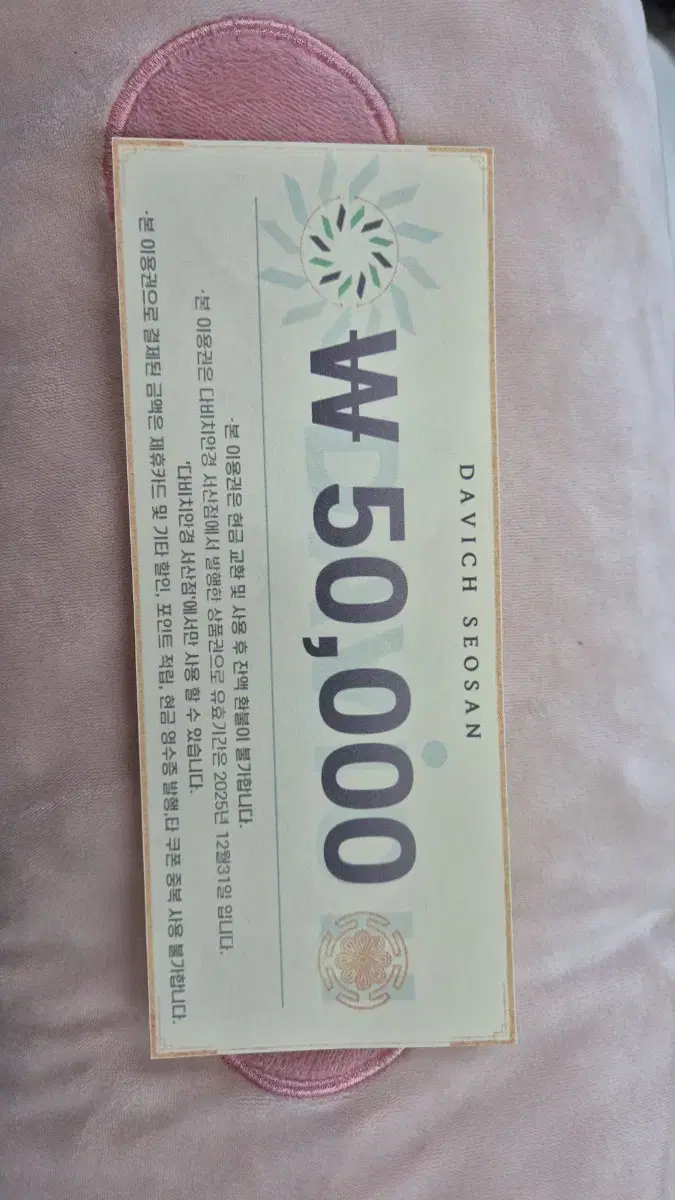 DAVICH SEOSAN
₩ 50,000
·본 이용권은 현금 교환 및 사용 후 잔액 환불이 불가합니다.
·본 이용권은 다비치안경 서산점에서 발행한 상품권으로 유효기간은 2025년 12월31일 입니다.
'다비치안경 서산점'에서만 사용 할 수 있습니다.
·본 이용권으로 결제된 금액은 제휴카드 및 기타 할인, 포인트 적립, 현금 영수증 발행,타 쿠폰 중복 사용 불가합니다.